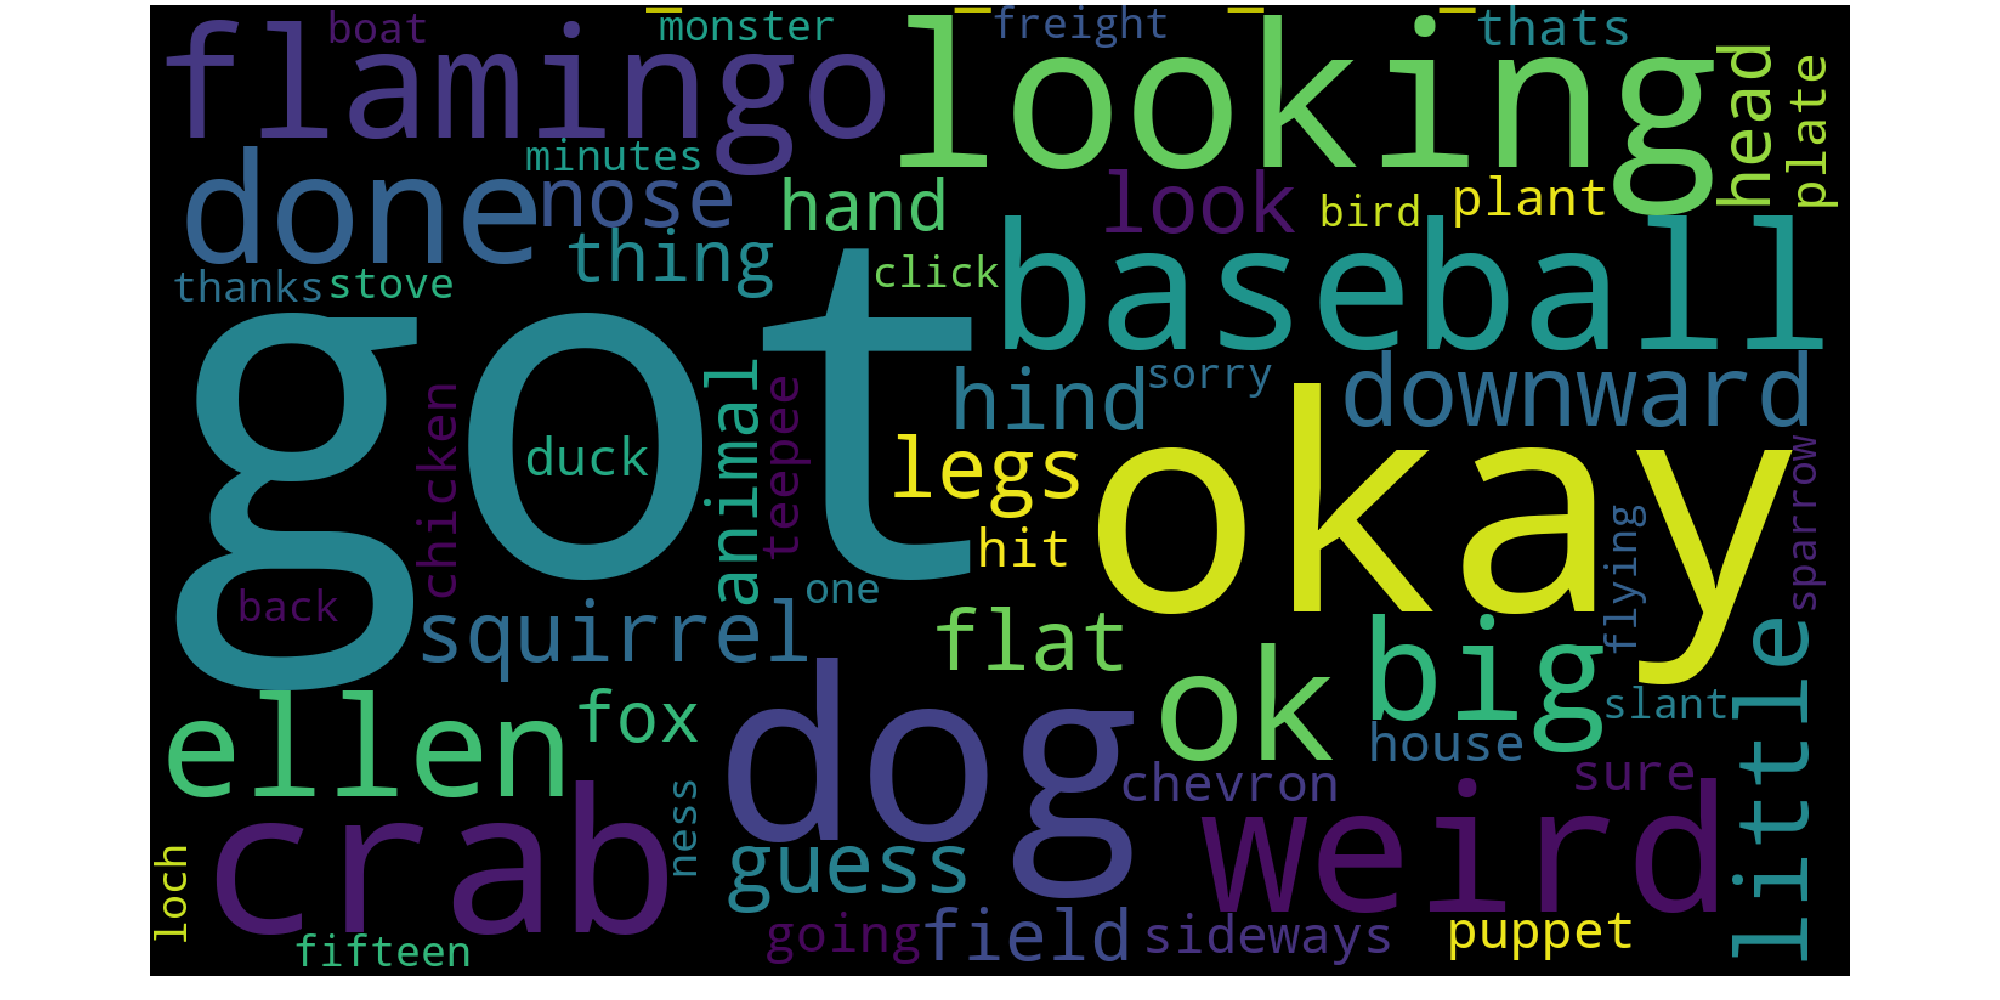 boat
monster
freight
thats
flamingo
looking
head
plate
minutes
done
nose
hand
look
bird
plant
thing
baseball
thanks
stove
click
got
okay
sorry
downward
hind
animal
teepee
chicken
duck
legs
hit
sparrow
flying
back
one
squirrel
flat
big
little
ok
slant
ellen
fox
dog
house
chevron
sure
weird
crab
ness
guess
loch
fifteen
going
field
sideways
puppet